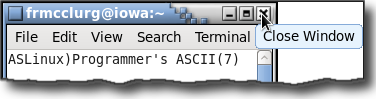 frmcclurg@iowa:~
File Edit View Search Terminal
Close Window
ASLinux)Programmer's ASCII(7)